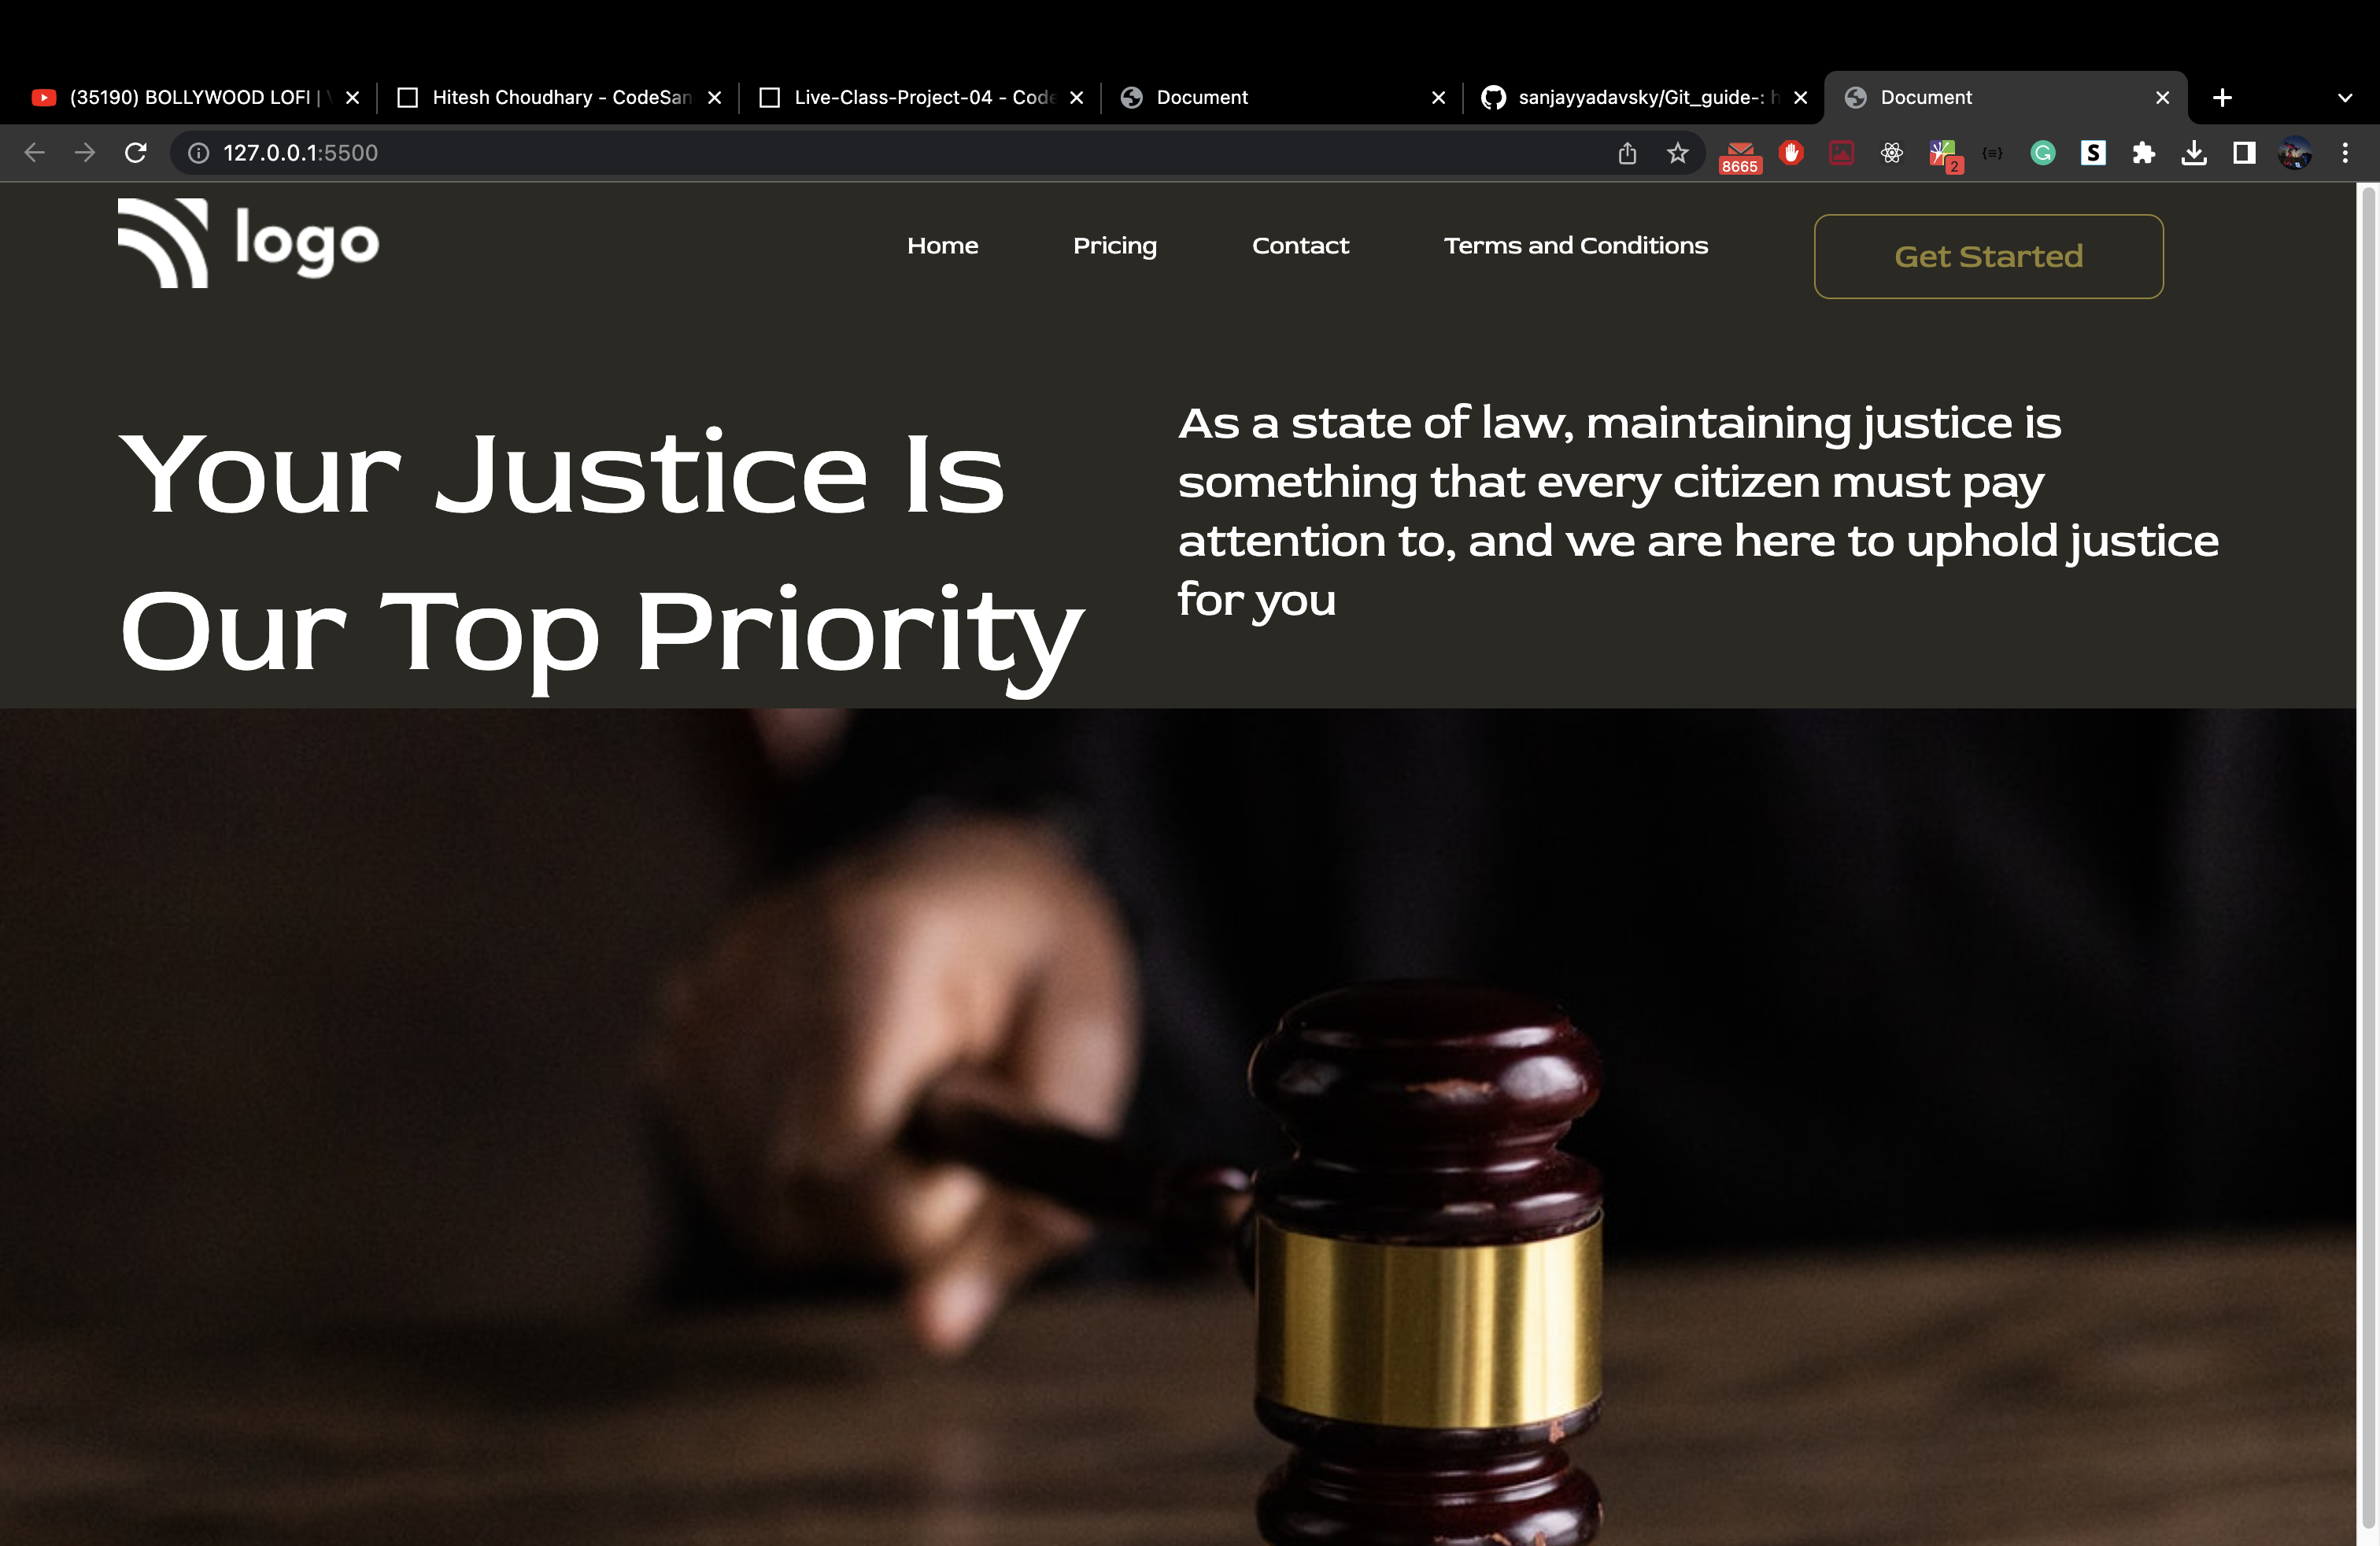 (35190) BOLLYWOOD LOFI |
Hitesh Choudhary - CodeSan
Live-Class-Project-04 - Code
Document
sanjayyadavsky/Git_guide-: h
Document
127.0.0.1:5500
8665
2
logo
Home
Pricing
Contact
Terms and Conditions
Get Started
Your Justice Is
Our Top Priority
As a state of law, maintaining justice is
something that every citizen must pay
attention to, and we are here to uphold justice
for you